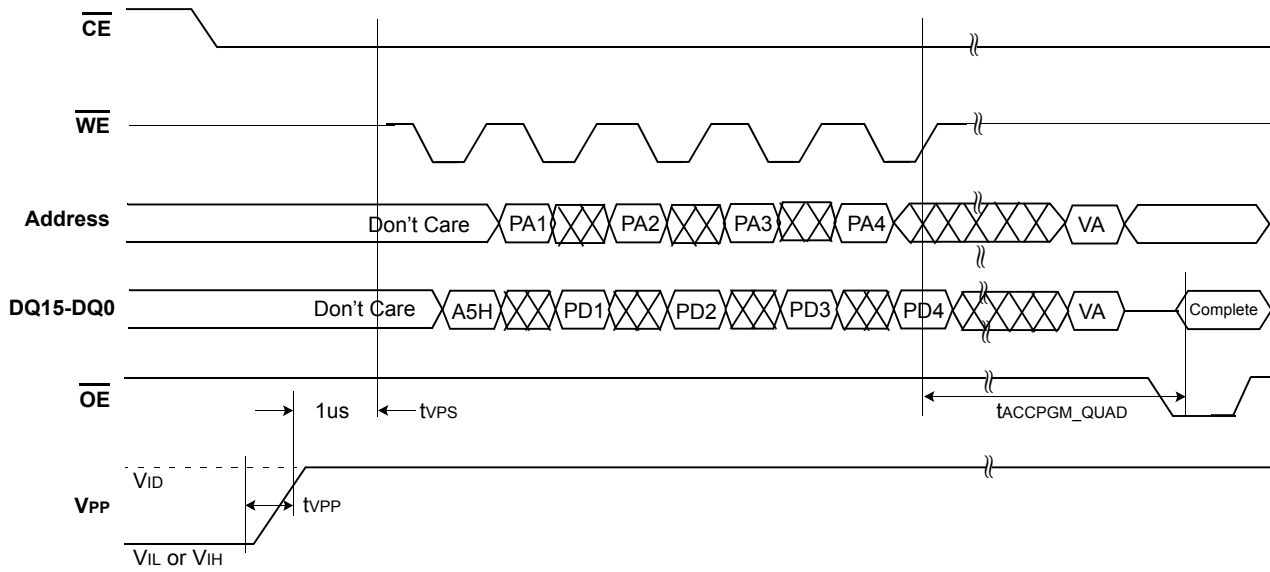 CE
WE
Address Don't Care PA1 PA2 PA3 PA4 VA
DQ15-DQ0 Don't Care A5H PD1 PD2 PD3 PD4 VA Complete
OE
1us tVPS tACCPGM_QUAD
VID
VPP tVPP
VIL or VIH